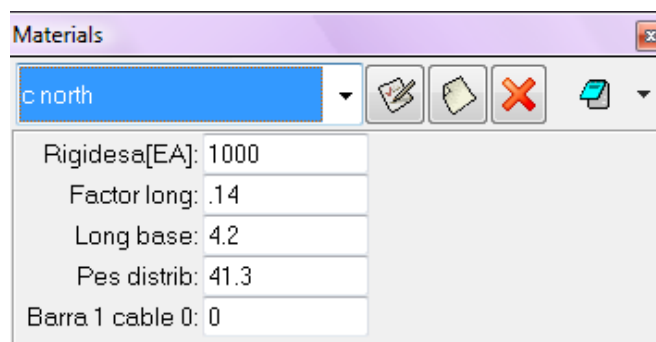 Materials
c north
Rigidesa[EA]: 1000
Factor long: .14
Long base: 4.2
Pes distrib: 41.3
Barra 1 cable 0: 0